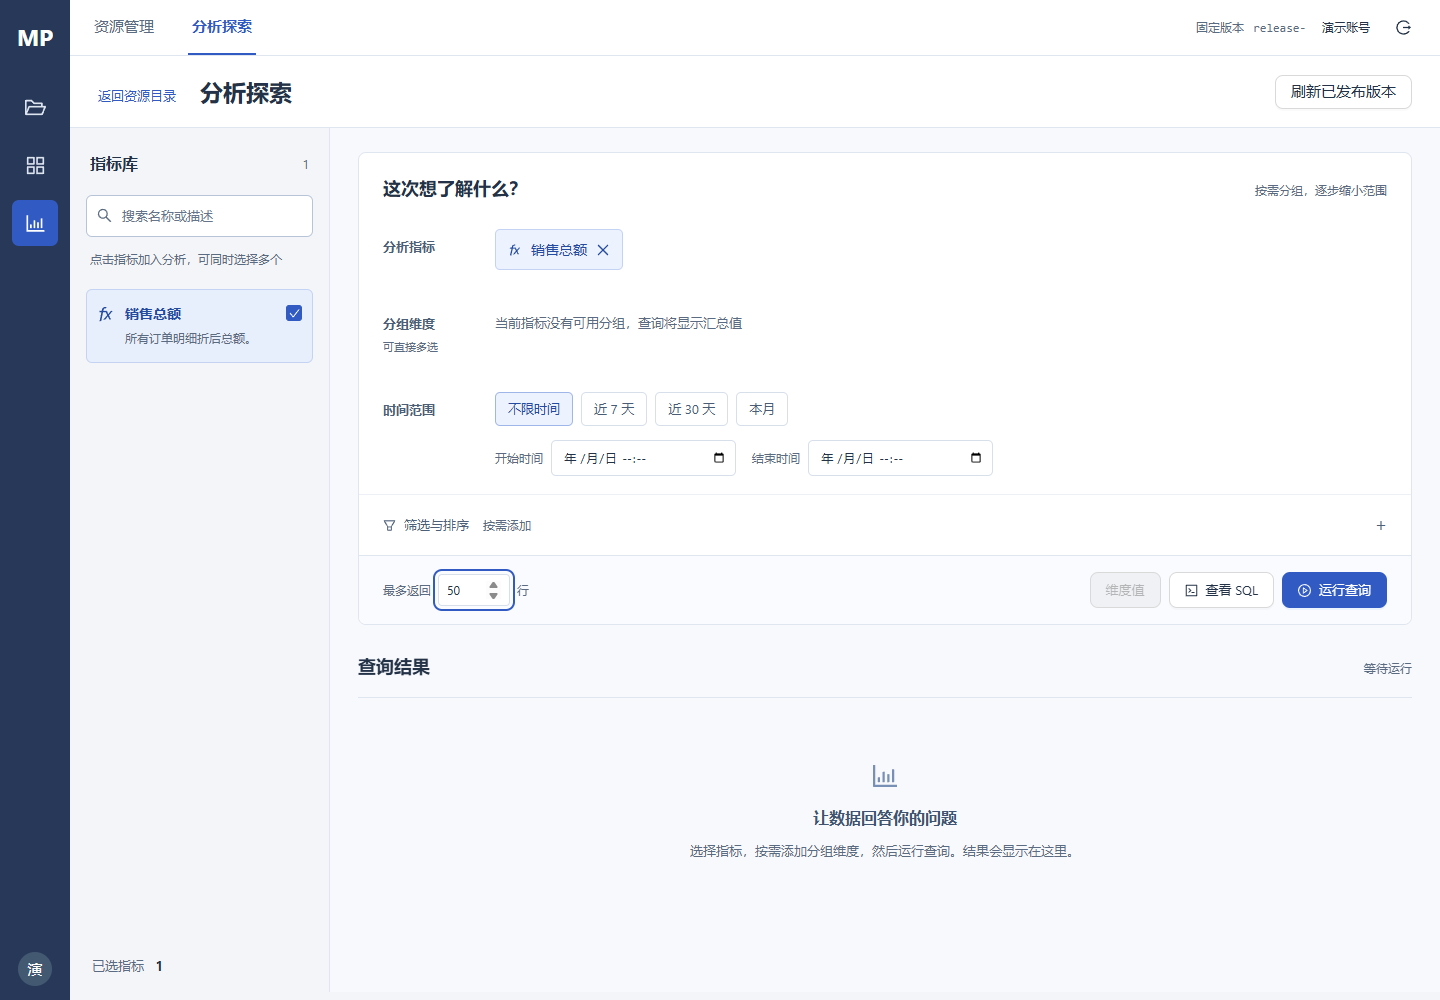 MP
资源管理
分析探索
固定版本 release-
演示账号
返回资源目录
分析探索
刷新已发布版本
指标库
1
搜索名称或描述
点击指标加入分析，可同时选择多个
fx 销售总额
所有订单明细折后总额。
已选指标 1
演
这次想了解什么？
按需分组，逐步缩小范围
分析指标
fx 销售总额
分组维度
可直接多选
当前指标没有可用分组，查询将显示汇总值
时间范围
不限时间
近 7 天
近 30 天
本月
开始时间 年/月/日 --:--
结束时间 年/月/日 --:--
筛选与排序 按需添加
+
最多返回 50 行
维度值
查看 SQL
运行查询
查询结果
等待运行
让数据回答你的问题
选择指标，按需添加分组维度，然后运行查询。结果会显示在这里。